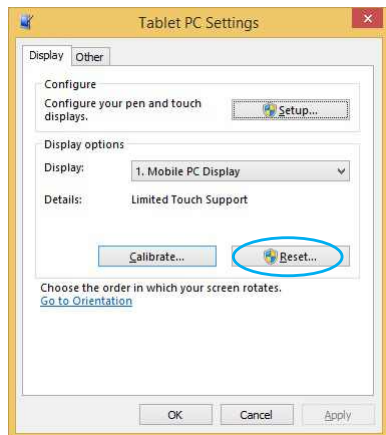 Tablet PC Settings
Display Other
Configure
Configure your pen and touch
displays.
Setup...
Display options
Display: 1. Mobile PC Display
Details: Limited Touch Support
Calibrate... Reset...
Choose the order in which your screen rotates.
Go to Orientation
OK Cancel Apply